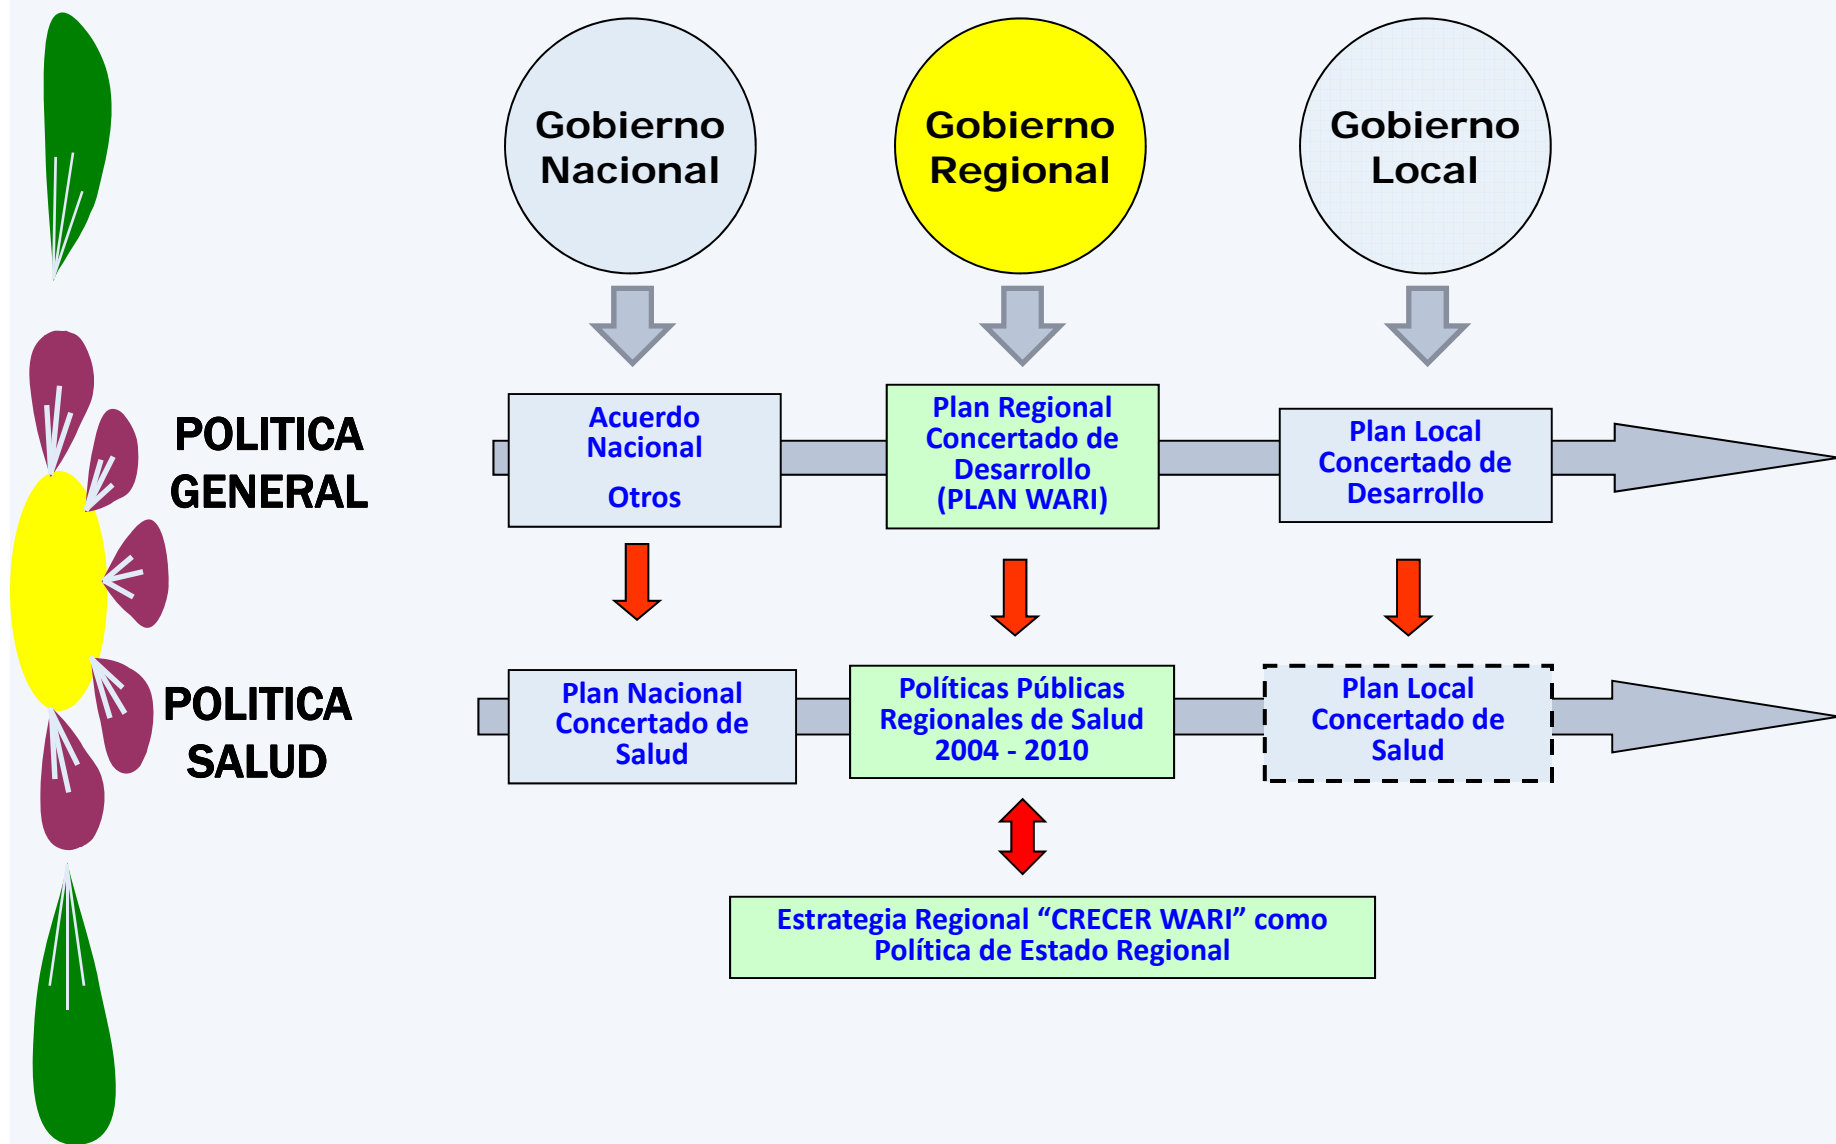 Gobierno
Nacional
Gobierno
Regional
Gobierno
Local
POLITICA
GENERAL
Acuerdo
Nacional
Otros
Plan Regional
Concertado de
Desarrollo
(PLAN WARI)
Plan Local
Concertado de
Desarrollo
POLITICA
SALUD
Plan Nacional
Concertado de
Salud
Políticas Públicas
Regionales de Salud
2004 - 2010
Plan Local
Concertado de
Salud
Estrategia Regional “CRECER WARI” como
Política de Estado Regional